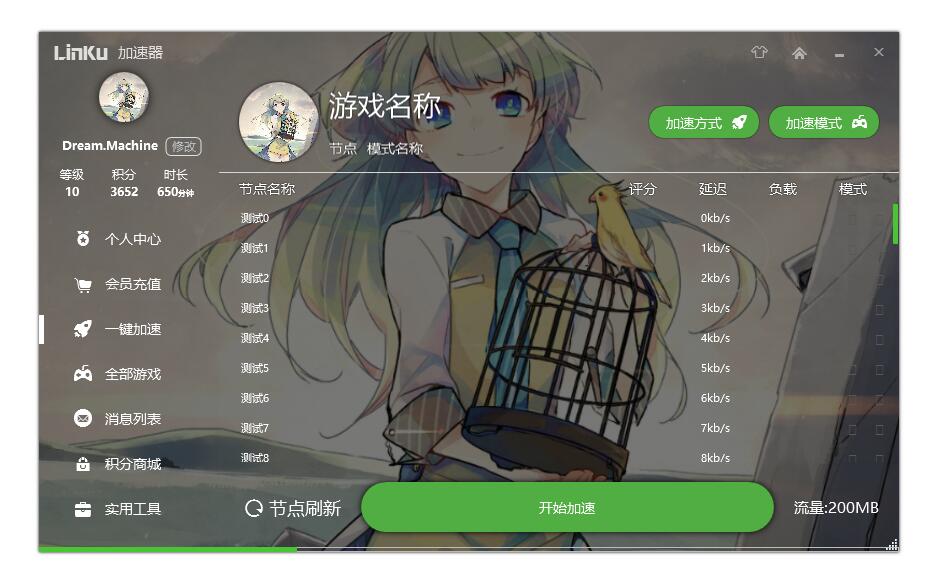 LinKu 加速器
Dream.Machine 修改
等级 积分 时长
10 3652 650分钟
个人中心
会员充值
一键加速
全部游戏
消息列表
积分商城
实用工具
游戏名称
节点 模式名称
加速方式 加速模式
节点名称 评分 延迟 负载 模式
测试0 0kb/s
测试1 1kb/s
测试2 2kb/s
测试3 3kb/s
测试4 4kb/s
测试5 5kb/s
测试6 6kb/s
测试7 7kb/s
测试8 8kb/s
节点刷新 开始加速 流量:200MB